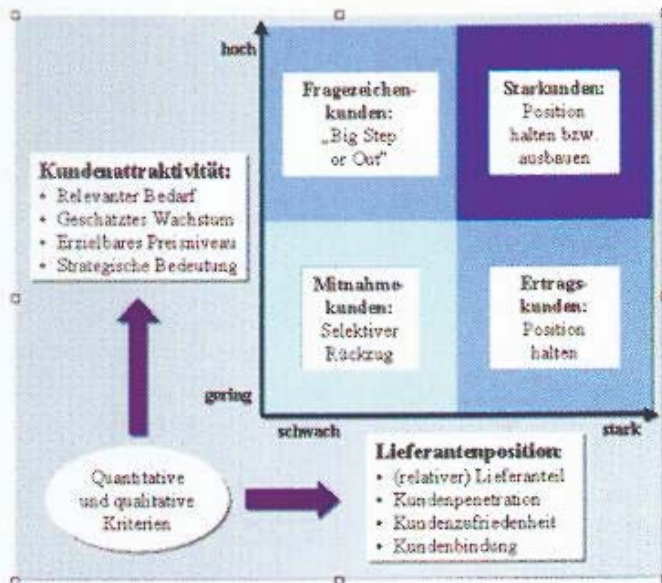 hoch
Fragezeichen-
kunden:
„Big Step
or Out"
Starkunden:
Position
halten bzw.
ausbauen
Kundenattraktivität:
• Relevanter Bedarf
• Geschätztes Wachstum
• Erzielbares Preisniveau
• Strategische Bedeutung
Mitnahme-
kunden:
Selektiver
Rückzug
Ertrags-
kunden:
Position
halten
gering
schwach
stark
Quantitative
und qualitative
Kriterien
Lieferantenposition:
• (relativer) Lieferanteil
• Kundenpenetration
• Kundenzufriedenheit
• Kundenbindung